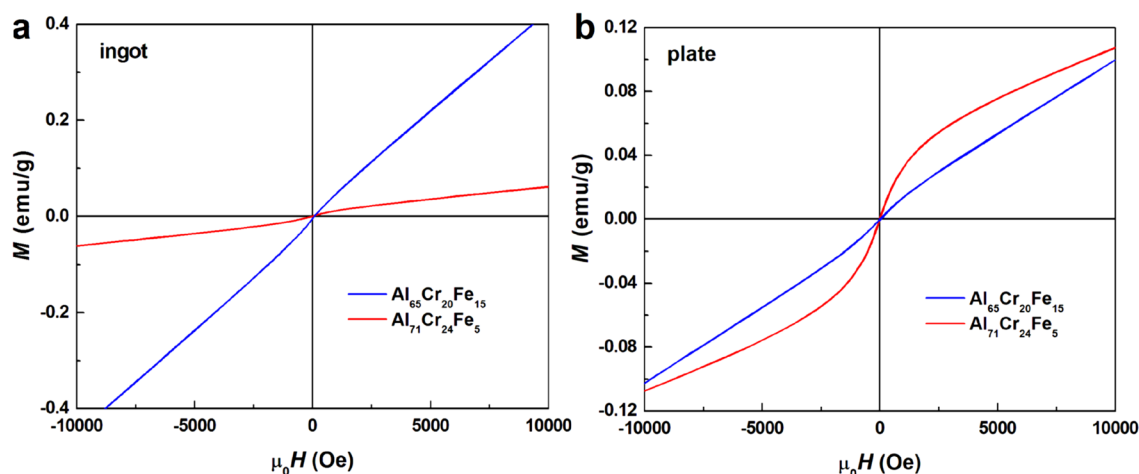 a
ingot
0.4
0.2
0.0
-0.2
-0.4
M (emu/g)
Al65Cr20Fe15
Al71Cr24Fe5
-10000 -5000 0 5000 10000
μ0H (Oe)
b
plate
0.12
0.08
0.04
0.00
-0.04
-0.08
-0.12
M (emu/g)
Al65Cr20Fe15
Al71Cr24Fe5
-10000 -5000 0 5000 10000
μ0H (Oe)